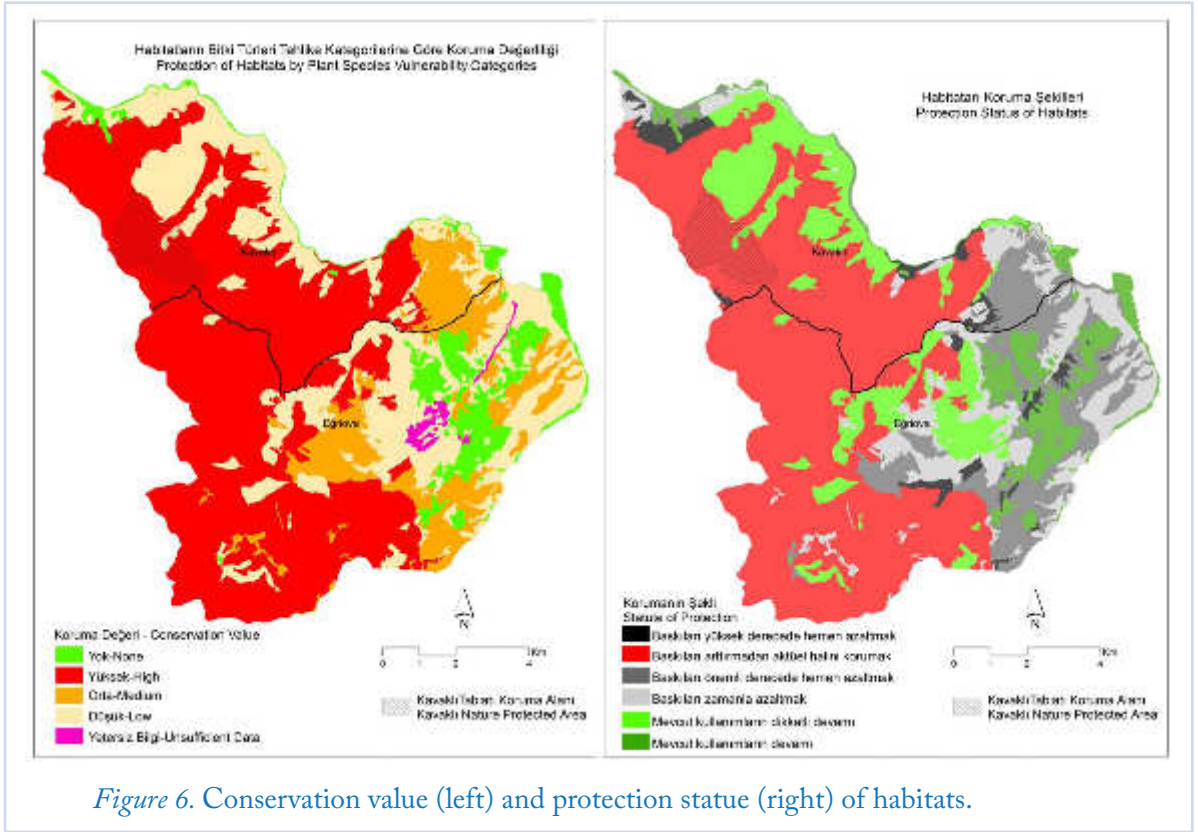 Habitatların Bitki Türleri Tehlike Kategorilerine Göre Koruma Değerliliği
Protection of Habitats by Plant Species Vulnerability Categories
Kavaklı
Eğriova
Koruma Değeri - Conservation Value
Yok-None
Yüksek-High
Orta-Medium
Düşük-Low
Yetersiz Bilgi-Unsufficient Data
N
0 1 2 4 Km
Kavaklı Tabiatı Koruma Alanı
Kavaklı Nature Protected Area
Habitatan Koruma Şekilleri
Protection Status of Habitats
Kavaklı
Eğriova
Korumanın Şekli
Statute of Protection
Baskıları yüksek derecede hemen azaltmak
Baskıları arttırmadan aktüel halini korumak
Baskıları önemli derecede hemen azaltmak
Baskıları zamanla azaltmak
Mevcut kullanımların dikkatli devamı
Mevcut kullanımların devamı
N
0 1 2 4 Km
Kavaklı Tabiatı Koruma Alanı
Kavaklı Nature Protected Area
Figure 6. Conservation value (left) and protection statue (right) of habitats.